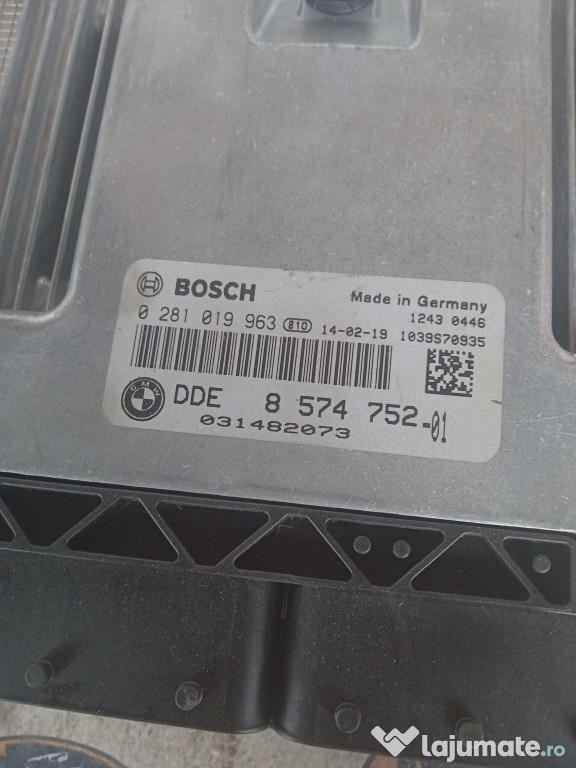 BOSCH Made in Germany
1243 0446
0 281 019 963 810 14-02-19 1039S70935
BMW DDE 8 574 752-01
031482073
lajumate.ro